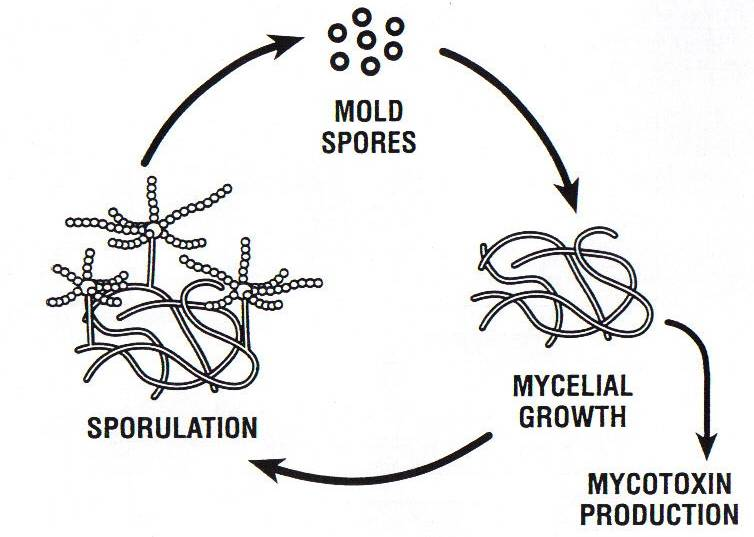 MOLD
SPORES
MYCELIAL
GROWTH
SPORULATION
MYCOTOXIN
PRODUCTION